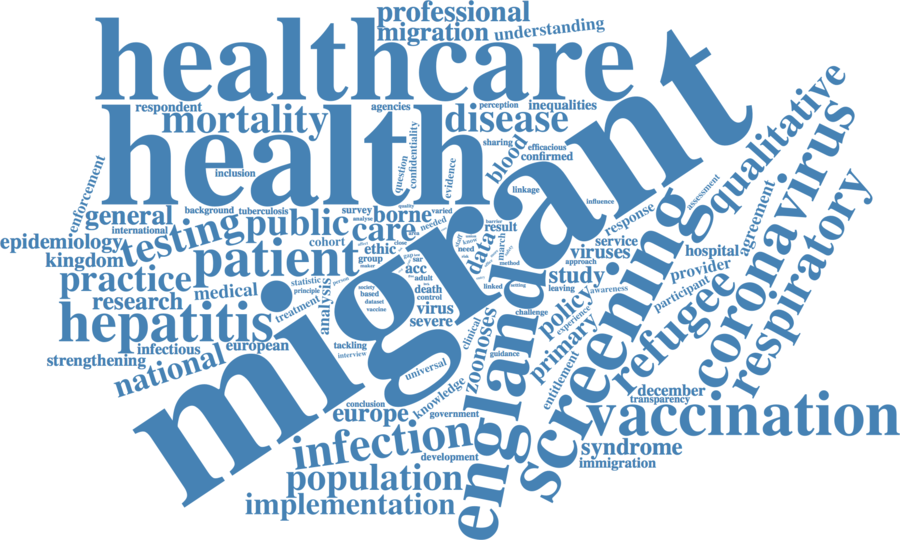 professional
migration
understanding
healthcare
respondent
agencies
perception
inequalities
mortality
disease
health
migrant
sharing
efficacious
confirmed
blood
question
confidentiality
evidence
inclusion
linkage
influence
enforcement
qualitative
coronavirus
respiratory
screening
refugee
england
assessment
agreement
response
background
tuberculosis
survey
quality
analyse
borne
varied
needed
barrier
result
general
international
testing
public
care
epidemiology
kingdom
cohort
ethic
group
close
gap
sar
acc
adult
data
staff
know
need
risk
march
method
service
viruses
approach
hospital
provider
participant
study
leaving
awareness
linked
setting
patient
practice
research
medical
statistic
principle
person
society
based
dataset
vaccine
death
control
virus
severe
treatment
analysis
hepatitis
infectious
european
strengthening
national
tackling
interview
clinical
zoonoses
guidance
challenge
policy
experience
primary
entitlement
universal
knowledge
conclusion
europe
government
december
transparency
vaccination
infection
development
population
implementation
syndrome
immigration